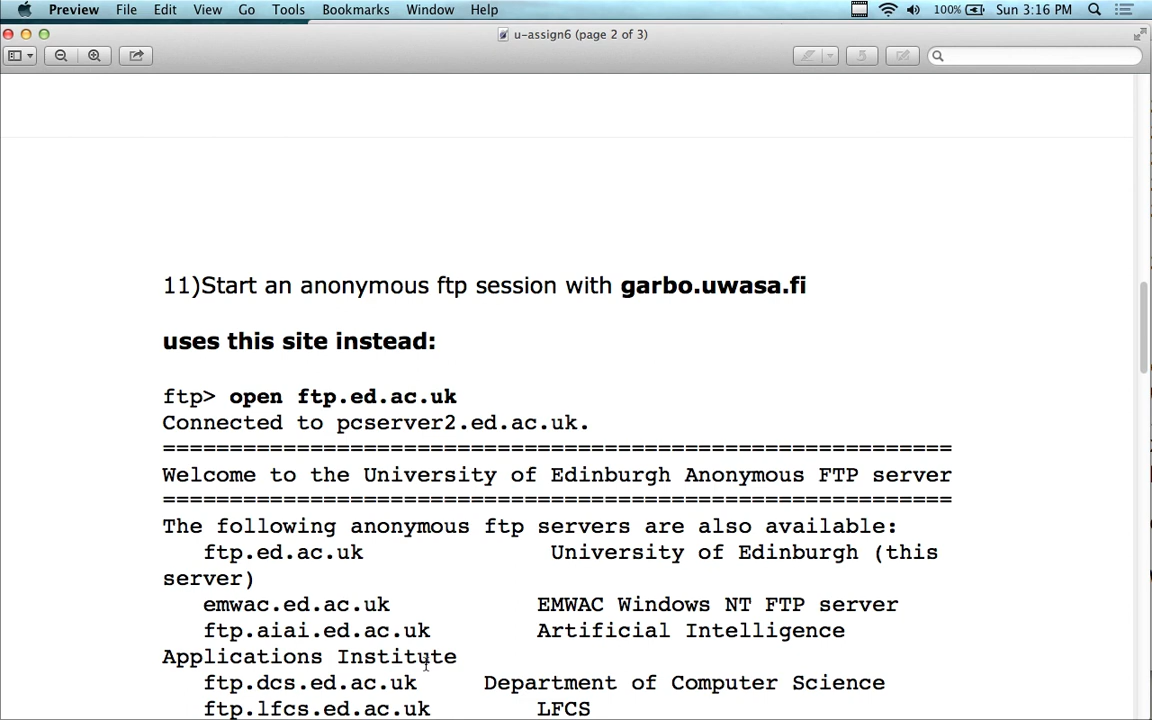 Preview File Edit View Go Tools Bookmarks Window Help 100% Sun 3:16 PM
u-assign6 (page 2 of 3)
11)Start an anonymous ftp session with garbo.uwasa.fi
uses this site instead:
ftp> open ftp.ed.ac.uk
Connected to pcserver2.ed.ac.uk.
===========================================================
Welcome to the University of Edinburgh Anonymous FTP server
===========================================================
The following anonymous ftp servers are also available:
ftp.ed.ac.uk University of Edinburgh (this
server)
emwac.ed.ac.uk EMWAC Windows NT FTP server
ftp.aiai.ed.ac.uk Artificial Intelligence
Applications Institute
ftp.dcs.ed.ac.uk Department of Computer Science
ftp.lfcs.ed.ac.uk LFCS